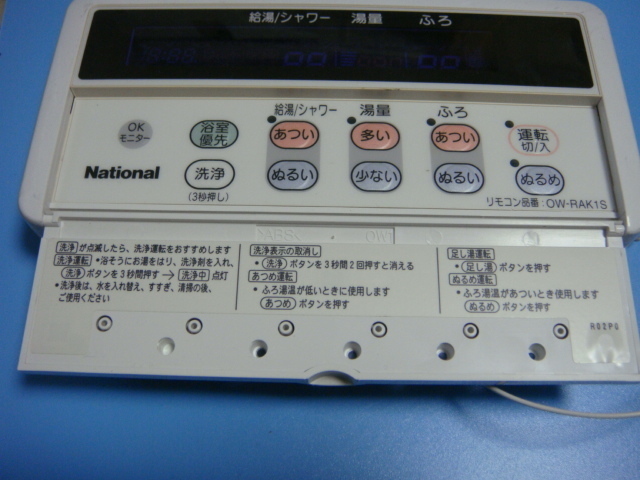 給湯/シャワー 湯量 ふろ
給湯/シャワー 湯量 ふろ
OK
モニター
浴室
優先
あつい 多い あつい
運転
切/入
National
洗浄
(3秒押し)
ぬるい 少ない ぬるい ぬるめ
リモコン品番：OW-RAK1S
洗浄が点滅したら、洗浄運転をおすすめします
洗浄運転 *浴そうにお湯をはり、洗浄剤を入れ、
洗浄ボタンを3秒間押す→洗浄中点灯
*洗浄後は、水を入れ替え、すすぎ、清掃の後、
ご使用ください
洗浄表示の取消し
*洗浄ボタンを3秒間2回押すと消える
あつめ運転
*ふろ湯温が低いときに使用します
あつめボタンを押す
足し湯運転
*足し湯ボタンを押す
ぬるめ運転
*ふろ湯温があついとき使用します
ぬるめボタンを押す
R02P0